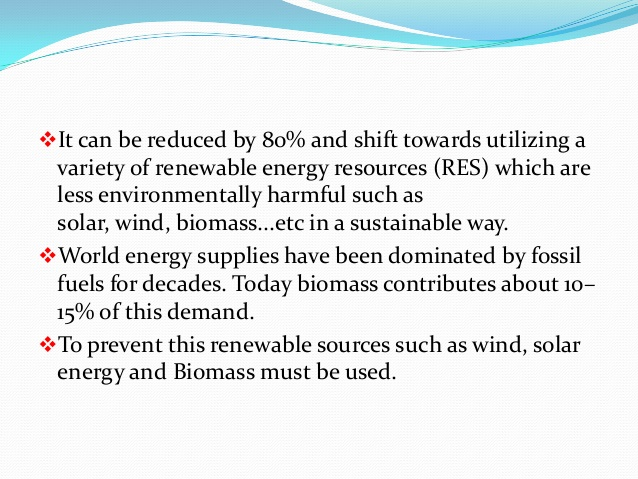 ❖It can be reduced by 80% and shift towards utilizing a
variety of renewable energy resources (RES) which are
less environmentally harmful such as
solar, wind, biomass...etc in a sustainable way.
❖World energy supplies have been dominated by fossil
fuels for decades. Today biomass contributes about 10–
15% of this demand.
❖To prevent this renewable sources such as wind, solar
energy and Biomass must be used.